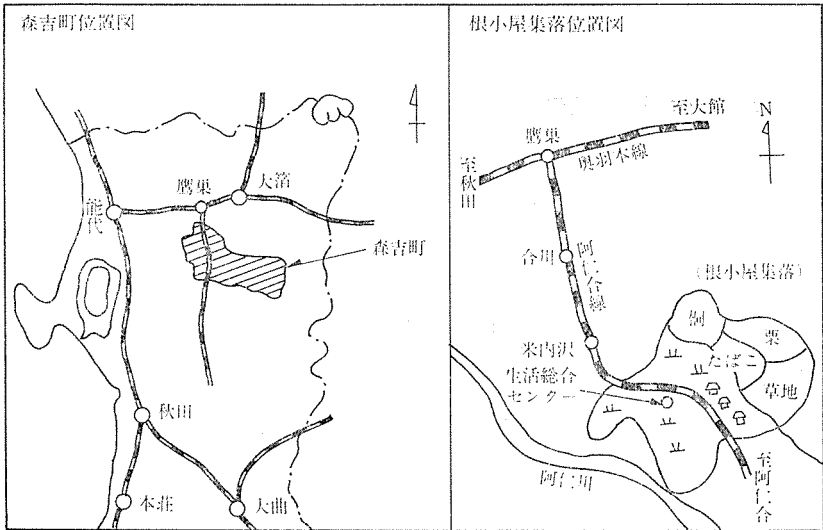 森吉町位置図
鷹巣
大舘
能代
森吉町
秋田
本荘
大曲
根小屋集落位置図
至大館
N
鷹巣
奥羽本線
至秋田
合川
阿仁合線
(根小屋集落)
栗
たばこ
草地
米内沢
生活総合
センター
阿仁川
至阿仁合